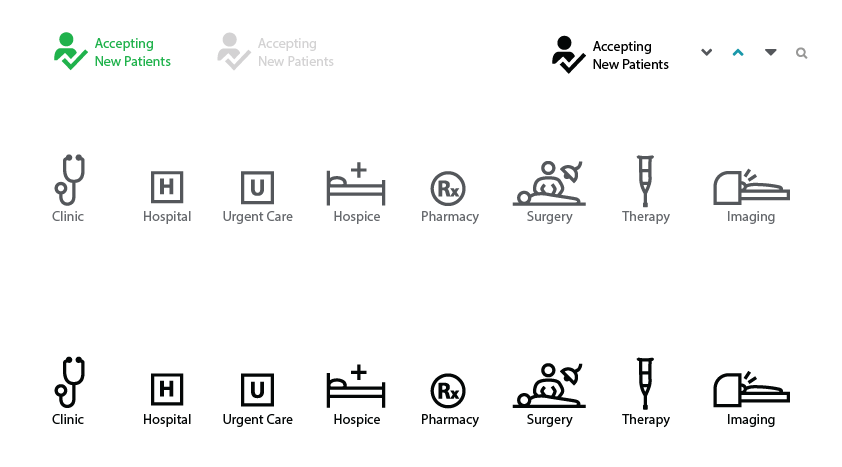 Accepting
New Patients
Accepting
New Patients
Accepting
New Patients
H
U
Rx
Clinic
Hospital
Urgent Care
Hospice
Pharmacy
Surgery
Therapy
Imaging
H
U
Rx
Clinic
Hospital
Urgent Care
Hospice
Pharmacy
Surgery
Therapy
Imaging